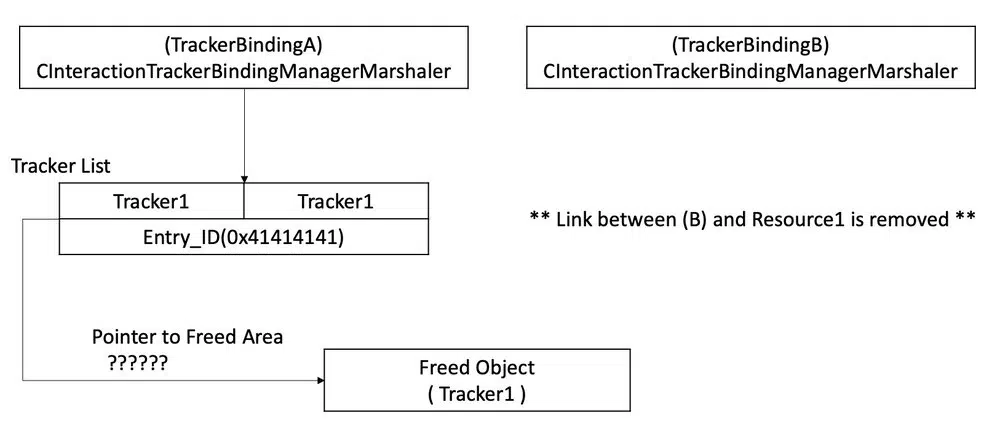 (TrackerBindingA)
CInteractionTrackerBindingManagerMarshaler
(TrackerBindingB)
CInteractionTrackerBindingManagerMarshaler
Tracker List
Tracker1 Tracker1
Entry_ID(0x41414141)
** Link between (B) and Resource1 is removed **
Pointer to Freed Area
??????
Freed Object
( Tracker1 )